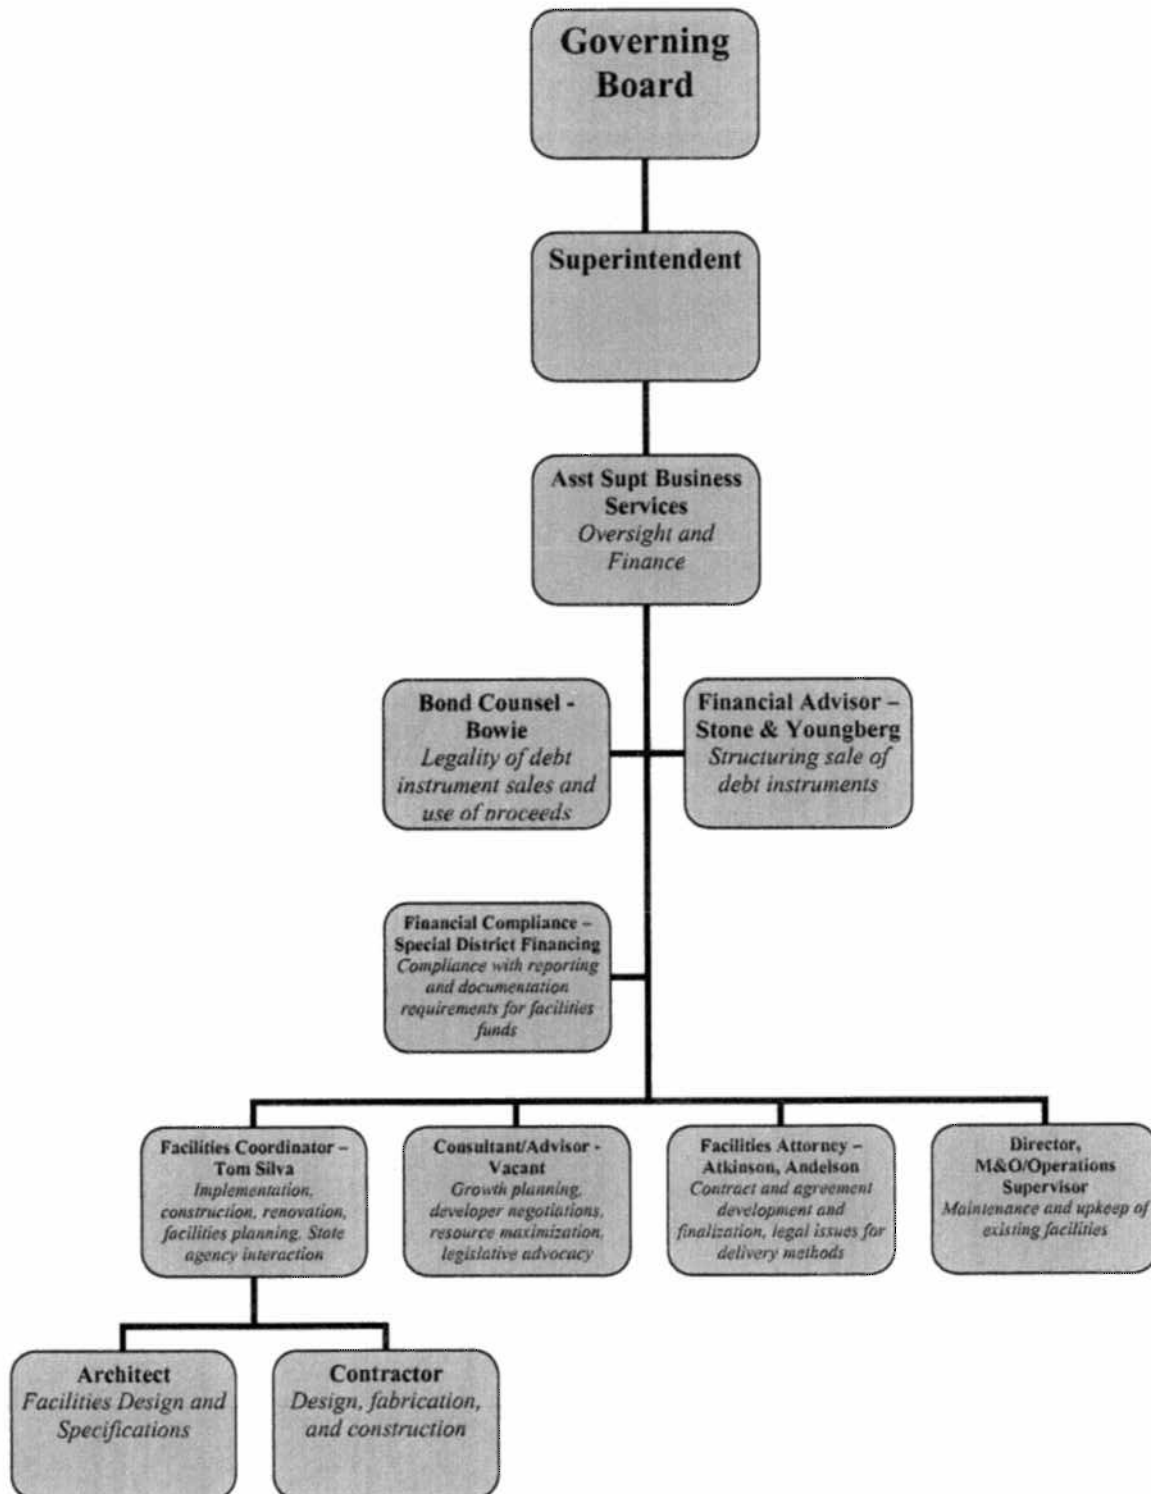 Governing
Board
Superintendent
Asst Supt Business
Services
Oversight and
Finance
Bond Counsel -
Bowie
Legality of debt
instrument sales and
use of proceeds
Financial Advisor –
Stone & Youngberg
Structuring sale of
debt instruments
Financial Compliance –
Special District Financing
Compliance with reporting
and documentation
requirements for facilities
funds
Facilities Coordinator –
Tom Silva
Implementation,
construction, renovation,
facilities planning. State
agency interaction
Consultant/Advisor -
Vacant
Growth planning,
developer negotiations,
resource maximization,
legislative advocacy
Facilities Attorney –
Atkinson, Andelson
Contract and agreement
development and
finalization, legal issues for
delivery methods
Director,
M&O/Operations
Supervisor
Maintenance and upkeep of
existing facilities
Architect
Facilities Design and
Specifications
Contractor
Design, fabrication,
and construction